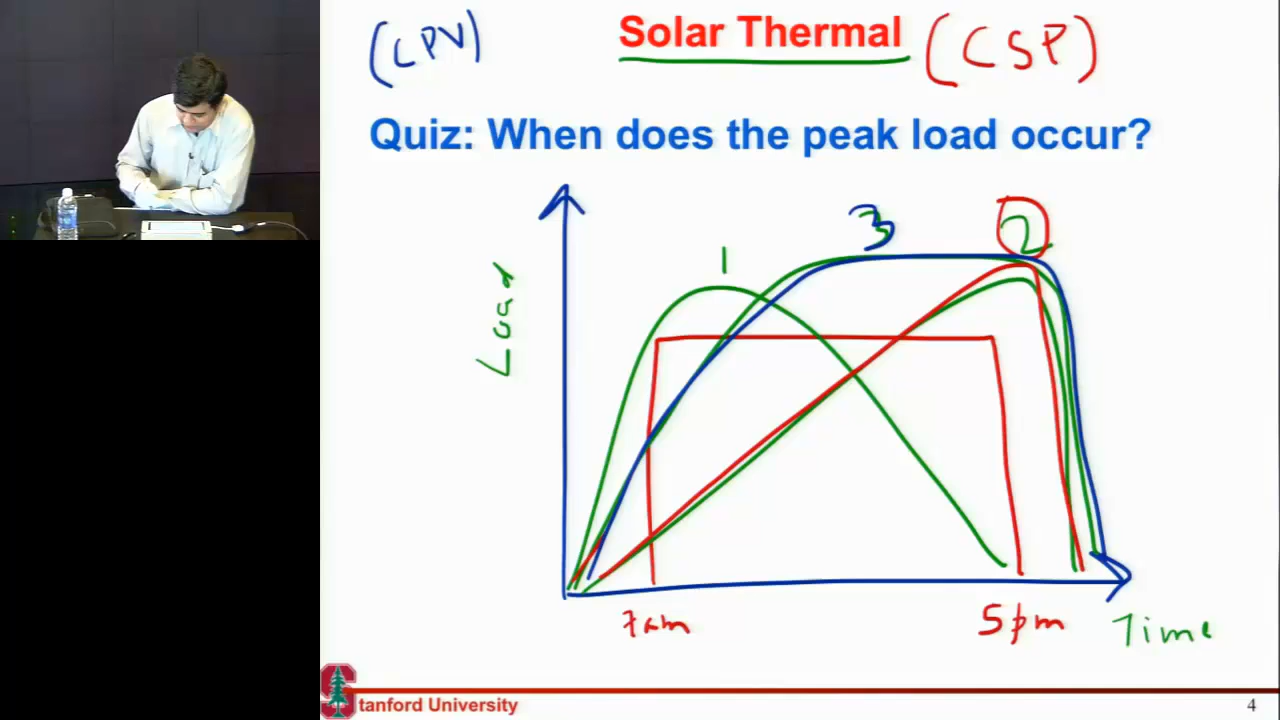 (CPV) Solar Thermal (CSP)
Quiz: When does the peak load occur?
3 2
1
Load
7am 5pm Time
Stanford University 4